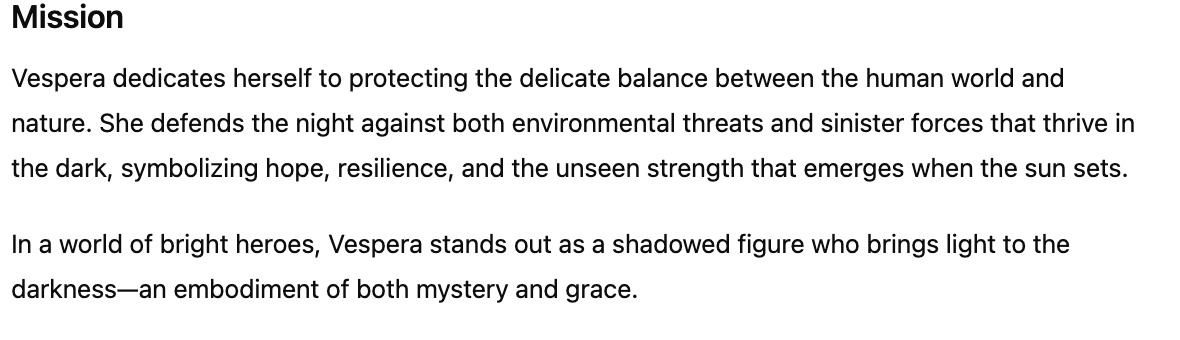 Mission
Vespera dedicates herself to protecting the delicate balance between the human world and
nature. She defends the night against both environmental threats and sinister forces that thrive in
the dark, symbolizing hope, resilience, and the unseen strength that emerges when the sun sets.
In a world of bright heroes, Vespera stands out as a shadowed figure who brings light to the
darkness—an embodiment of both mystery and grace.